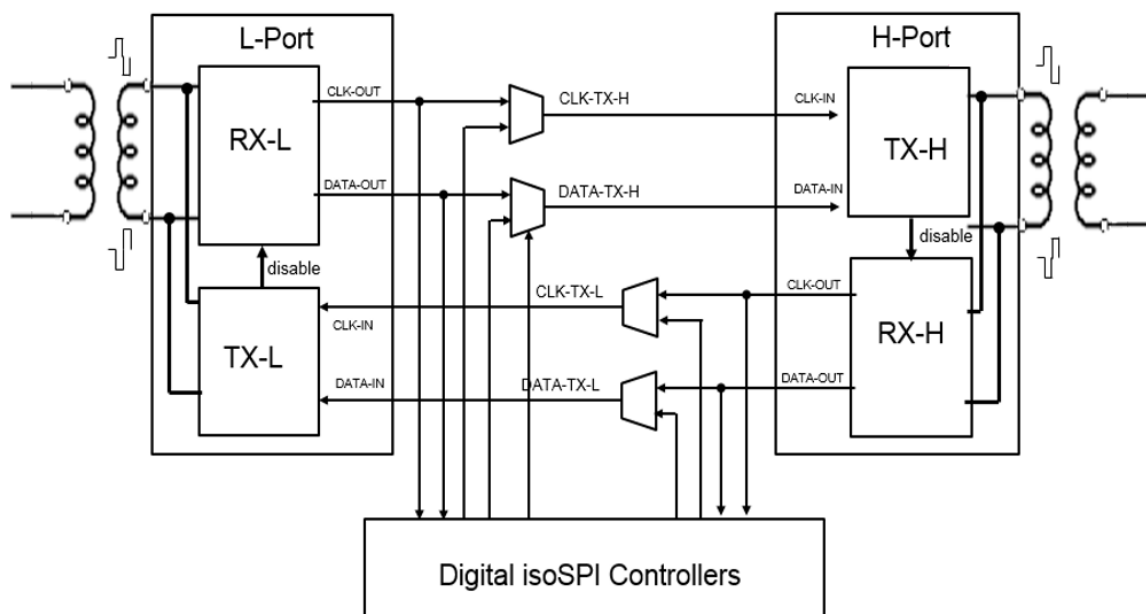 L-Port
H-Port
RX-L
CLK-OUT
DATA-OUT
disable
TX-L
CLK-IN
DATA-IN
CLK-TX-H
DATA-TX-H
CLK-TX-L
DATA-TX-L
CLK-IN
DATA-IN
TX-H
disable
CLK-OUT
DATA-OUT
RX-H
Digital isoSPI Controllers